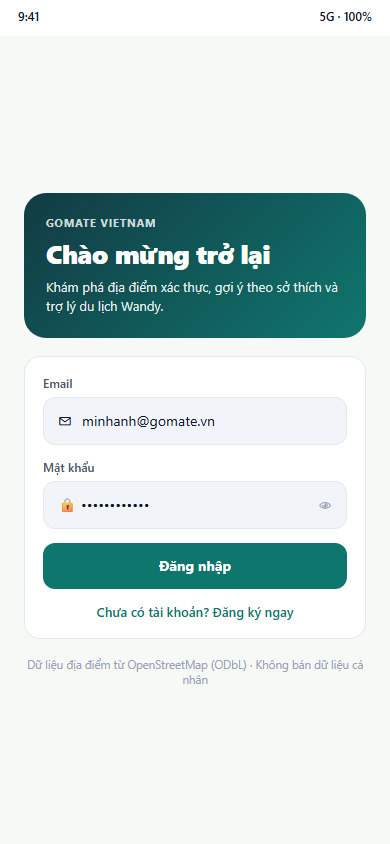 9:41
5G · 100%
GOMATE VIETNAM
Chào mừng trở lại
Khám phá địa điểm xác thực, gợi ý theo sở thích và
trợ lý du lịch Wandy.
Email
minhanh@gomate.vn
Mật khẩu
••••••••••••
Đăng nhập
Chưa có tài khoản? Đăng ký ngay
Dữ liệu địa điểm từ OpenStreetMap (ODbL) · Không bán dữ liệu cá
nhân